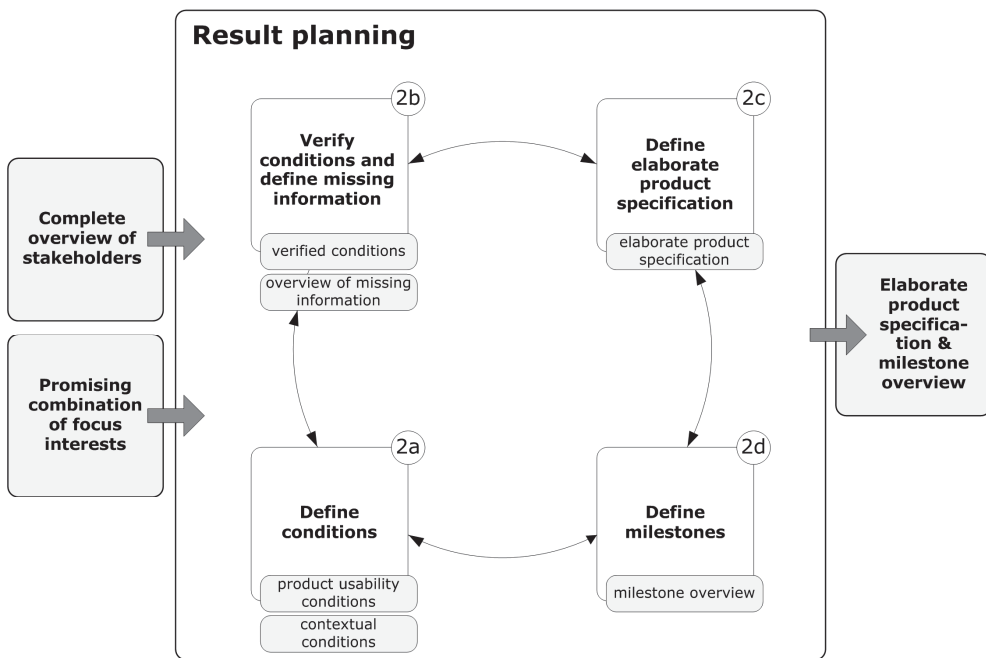 Result planning
2b
Verify
conditions and
define missing
information
verified conditions
overview of missing
information
2c
Define
elaborate
product
specification
elaborate product
specification
Complete
overview of
stakeholders
Promising
combination
of focus
interests
2a
Define
conditions
product usability
conditions
contextual
conditions
2d
Define
milestones
milestone overview
Elaborate
product
specifica-
tion &
milestone
overview